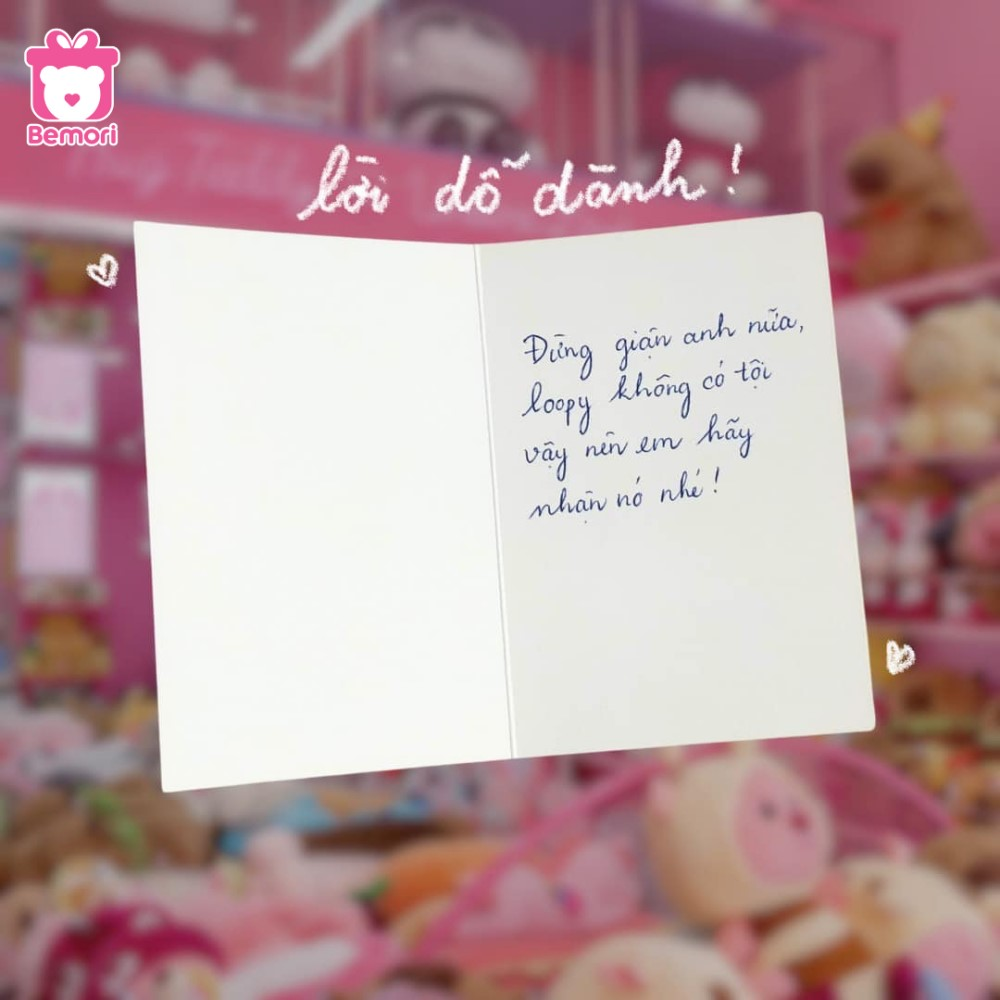 Bemori
lời dỗ dành!
Đừng giận anh nữa,
loopy không có tội
vậy nên em hãy
nhận nó nhé!